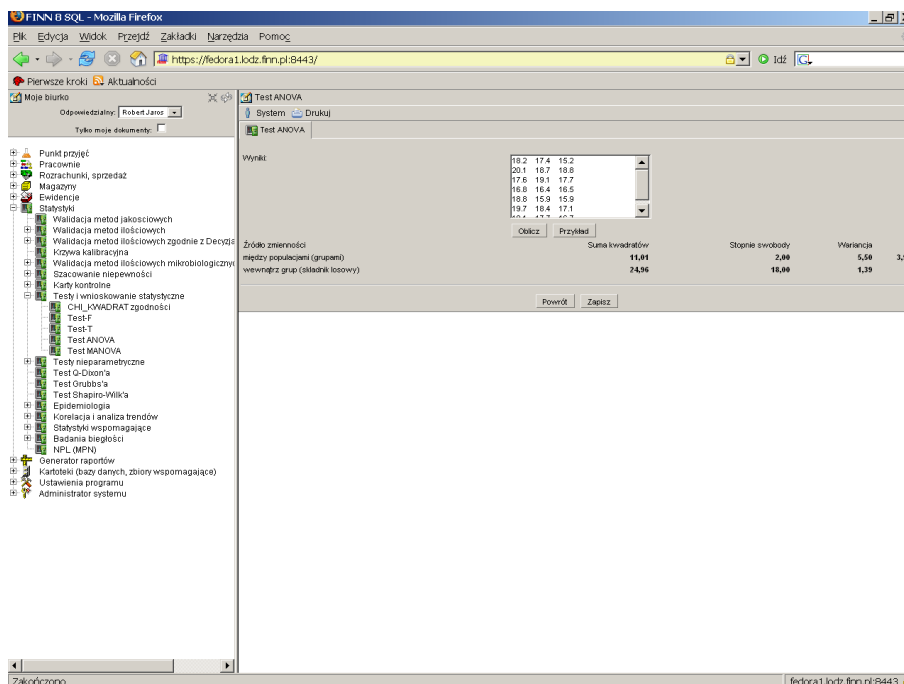 FINN 8 SQL - Mozilla Firefox
Plik Edycja Widok Przejdź Zakładki Narzędzia Pomoc
https://fedora1.lodz.finn.pl:8443/
Idź
Pierwsze kroki Aktualności
Moje biurko
Odpowiedzialny: Robert Jaros
Tylko moje dokumenty:
Punkt przyjęć
Pracownie
Rozrachunki, sprzedaż
Magazyny
Ewidencje
Statystyki
Walidacja metod jakosciowych
Walidacja metod ilościowych
Walidacja metod ilościowych zgodnie z Decyzją
Krzywa kalibracyjna
Walidacja metod ilościowych mikrobiologicznyc
Szacowanie niepewności
Karty kontrolne
Testy i wnioskowanie statystyczne
CHI_KWADRAT zgodności
Test-F
Test-T
Test ANOVA
Test MANOVA
Testy nieparametryczne
Test Q-Dixon'a
Test Grubbs'a
Test Shapiro-Wilk'a
Epidemiologia
Korelacja i analiza trendów
Statystyki wspomagające
Badania biegłości
NPL (MPN)
Generator raportów
Kartoteki (bazy danych, zbiory wspomagające)
Ustawienia programu
Administrator systemu
Test ANOVA
System Drukuj
Test ANOVA
Wyniki:
18.2 17.4 15.2
20.1 18.7 18.8
17.6 19.1 17.7
16.8 16.4 16.5
18.8 15.9 15.9
19.7 18.4 17.1
Oblicz Przykład
Źródło zmienności Suma kwadratów Stopnie swobody Wariancja
między populacjami (grupami) 11,01 2,00 5,50
wewnątrz grup (składnik losowy) 24,96 18,00 1,39
Powrót Zapisz
Zakończono fedora1.lodz.finn.pl:8443